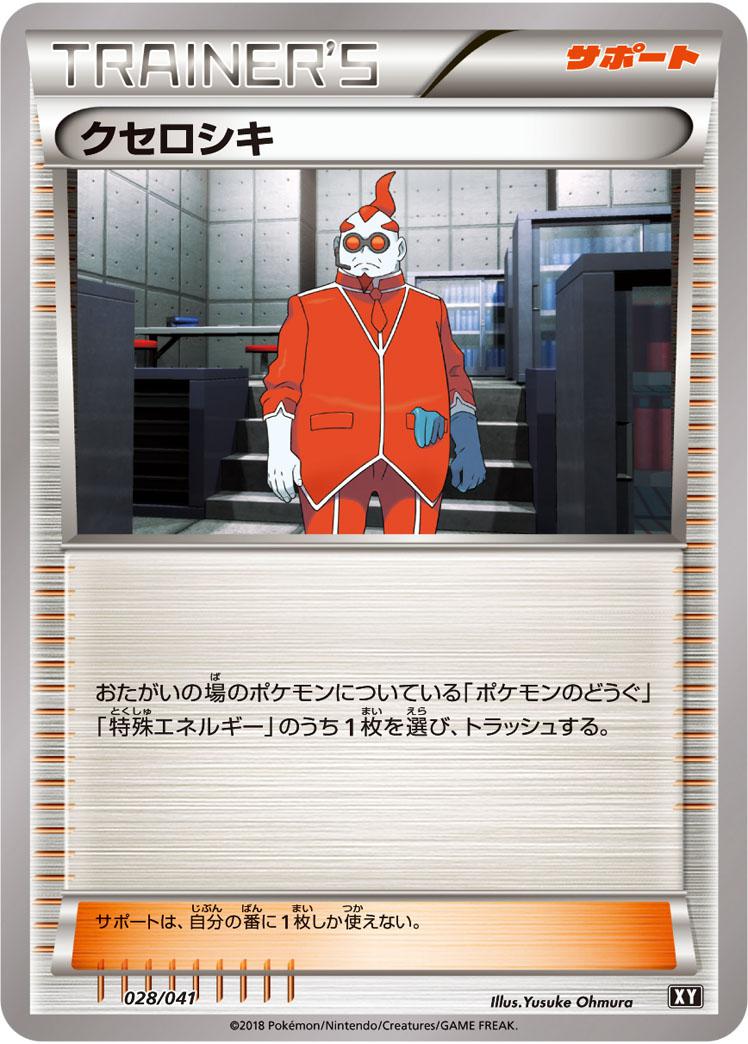 TRAINER'S
サポート
クセロシキ
おたがいの場のポケモンについている「ポケモンのどうぐ」
「特殊エネルギー」のうち1枚を選び、トラッシュする。
サポートは、自分の番に1枚しか使えない。
028/041
Illus.Yusuke Ohmura
XY
©2018 Pokémon/Nintendo/Creatures/GAME FREAK.